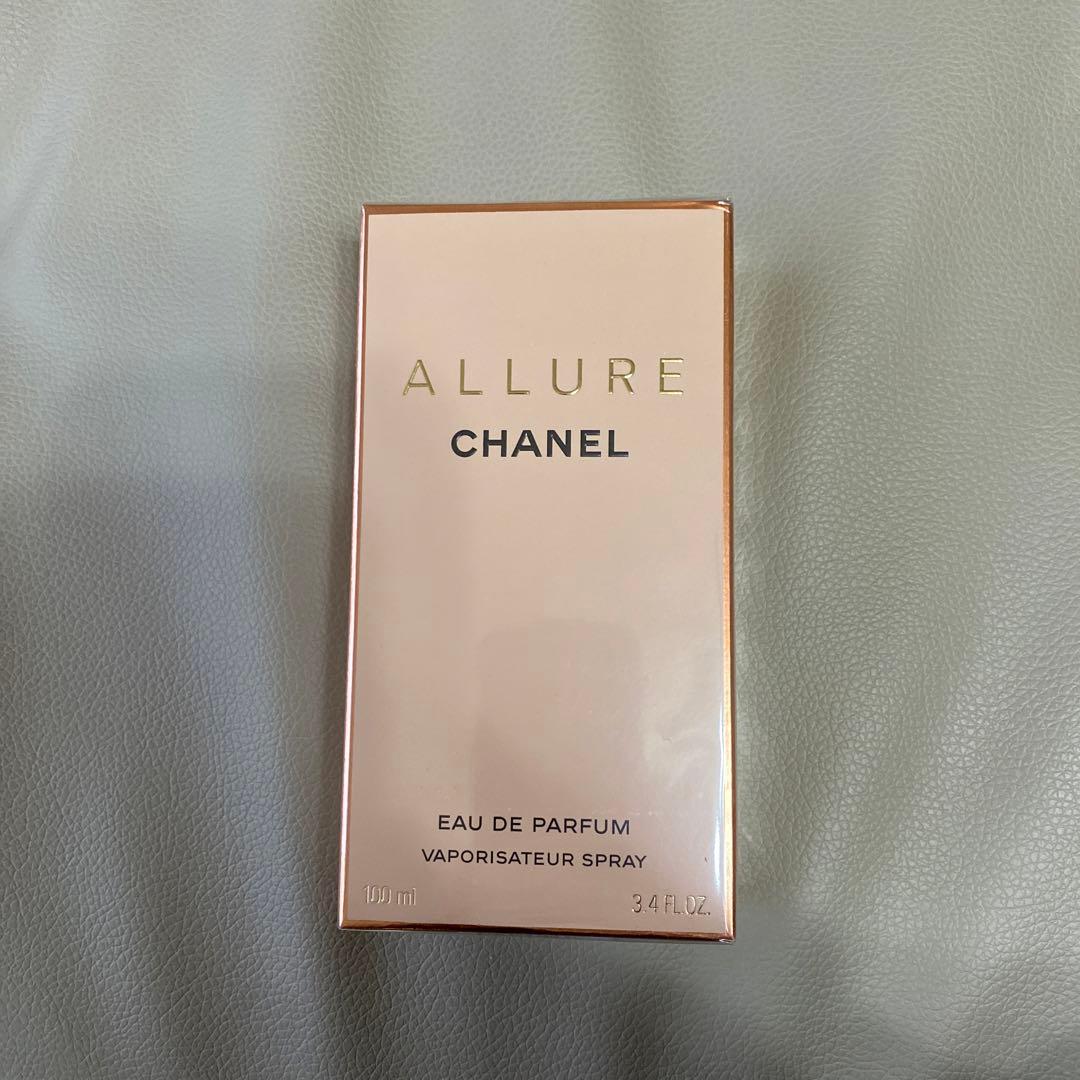 ALLURE
CHANEL
EAU DE PARFUM
VAPORISATEUR SPRAY
100 ml
3.4 FL.OZ.